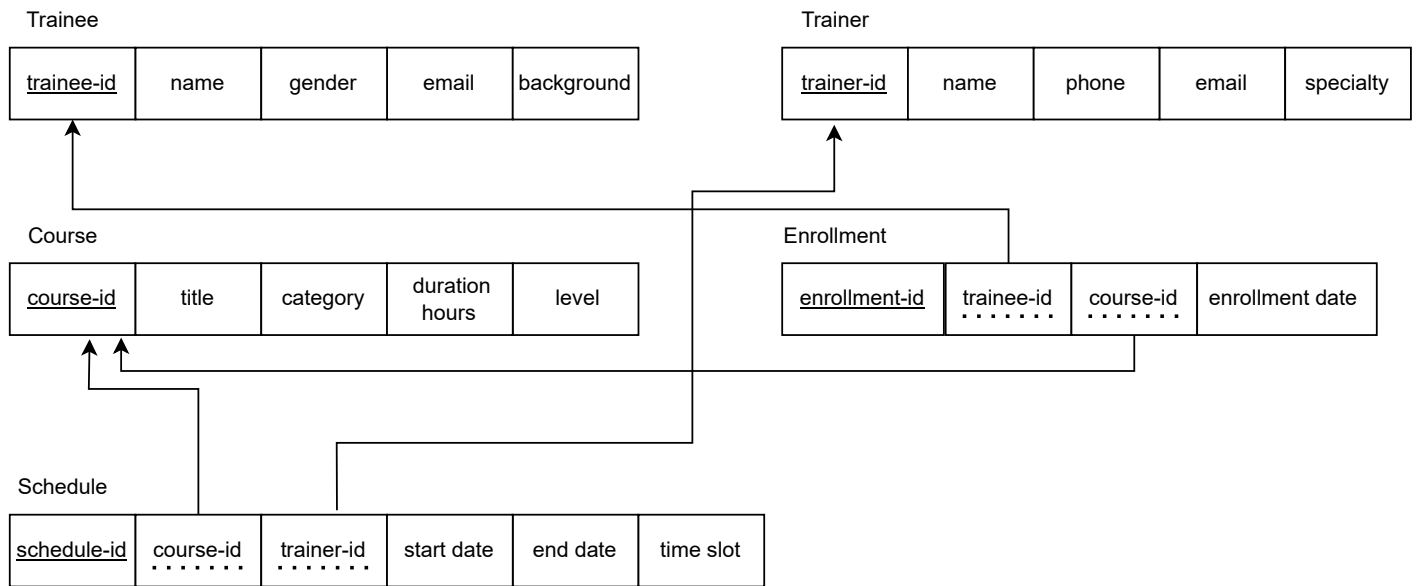 Trainee
trainee-id name gender email background
Trainer
trainer-id name phone email specialty
Course
course-id title category duration hours level
Enrollment
enrollment-id trainee-id course-id enrollment date
Schedule
schedule-id course-id trainer-id start date end date time slot